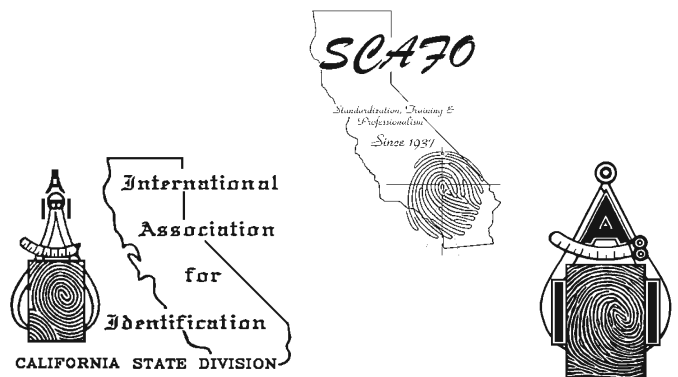 SCAFO
Standardization, Training &
Professionalism
Since 1937
International
Association
for
Identification
CALIFORNIA STATE DIVISION
A